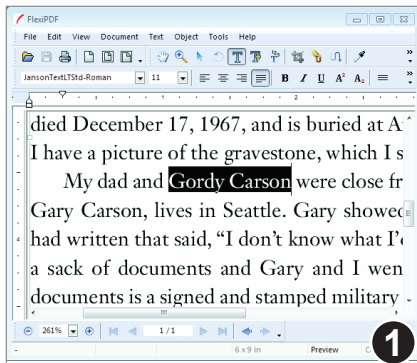 FlexiPDF
File Edit View Document Text Object Tools Help
JansonTextLTStd-Roman 11 B I U A² A₂
died December 17, 1967, and is buried at
I have a picture of the gravestone, which I
My dad and Gordy Carson were close
Gary Carson, lives in Seattle. Gary showed
had written that said, “I don’t know what
a sack of documents and Gary and I
documents is a signed and stamped military
261% 1 / 1
6 x 9 in Preview
1